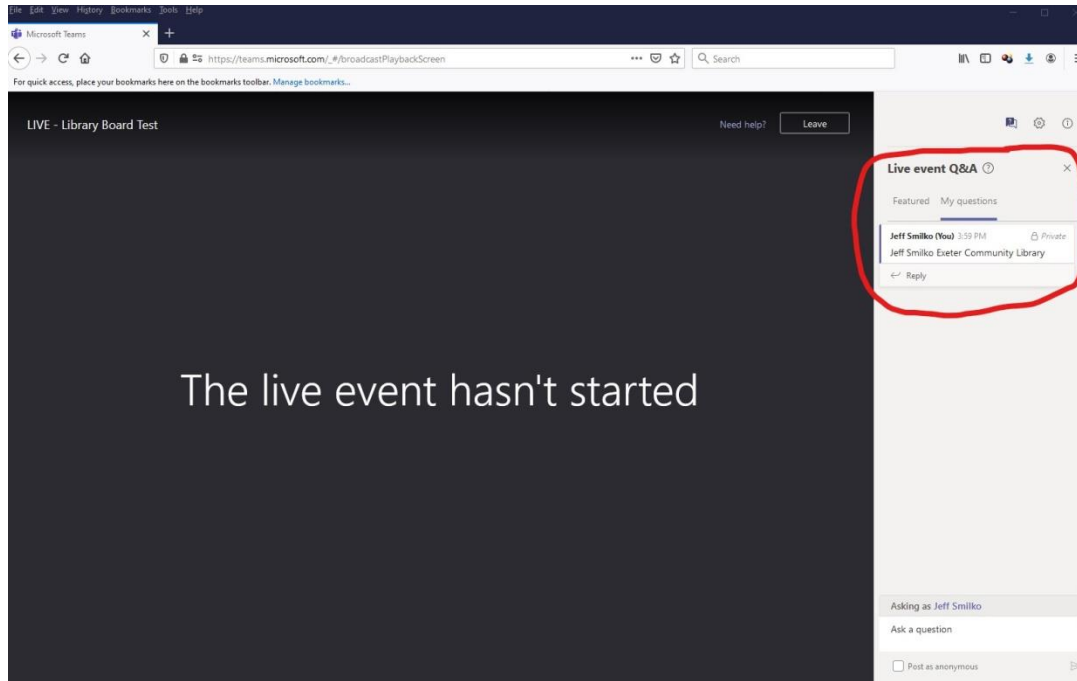 File Edit View History Bookmarks Tools Help
Microsoft Teams
https://teams.microsoft.com/_#/broadcastPlaybackScreen
Search
For quick access, place your bookmarks here on the bookmarks toolbar. Manage bookmarks...
LIVE - Library Board Test
Need help?
Leave
Live event Q&A
Featured My questions
Jeff Smilko (You) 3:59 PM Private
Jeff Smilko Exeter Community Library
Reply
The live event hasn't started
Asking as Jeff Smilko
Ask a question
Post as anonymous